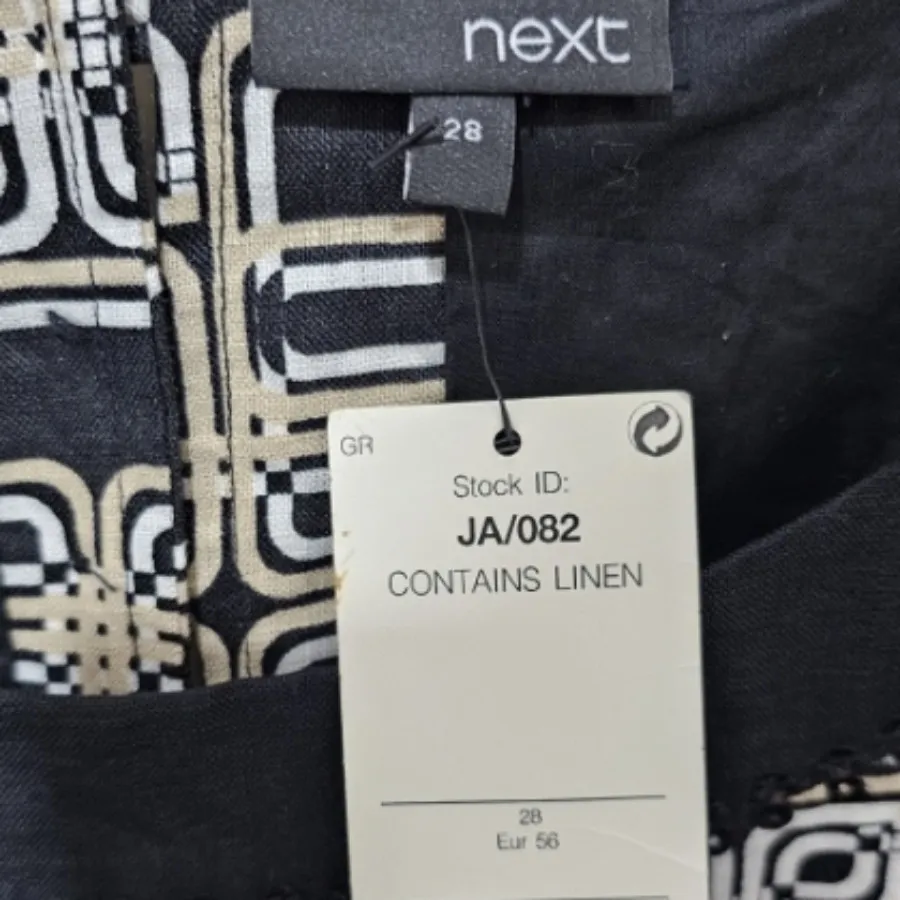 next
28
GR
Stock ID:
JA/082
CONTAINS LINEN
28
Eur 56